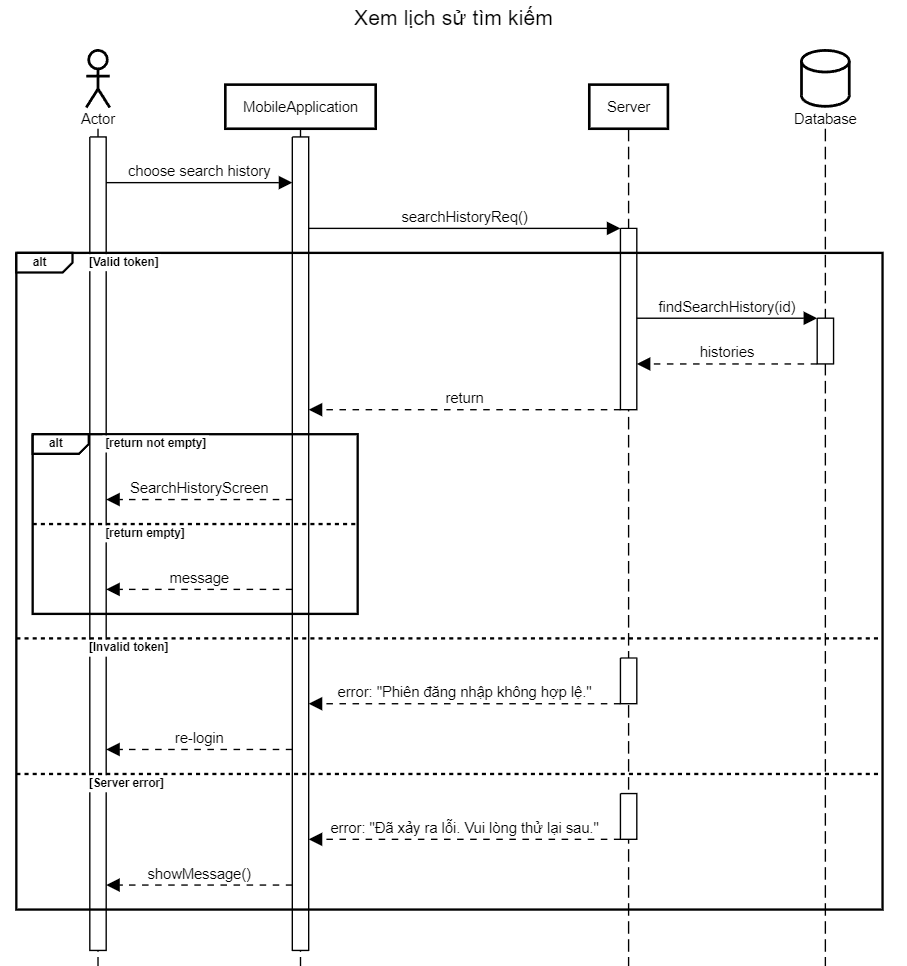 Xem lịch sử tìm kiếm
Actor
MobileApplication
Server
Database
choose search history
searchHistoryReq()
alt
[Valid token]
findSearchHistory(id)
histories
return
alt
[return not empty]
SearchHistoryScreen
[return empty]
message
[Invalid token]
error: "Phiên đăng nhập không hợp lệ."
re-login
[Server error]
error: "Đã xảy ra lỗi. Vui lòng thử lại sau."
showMessage()